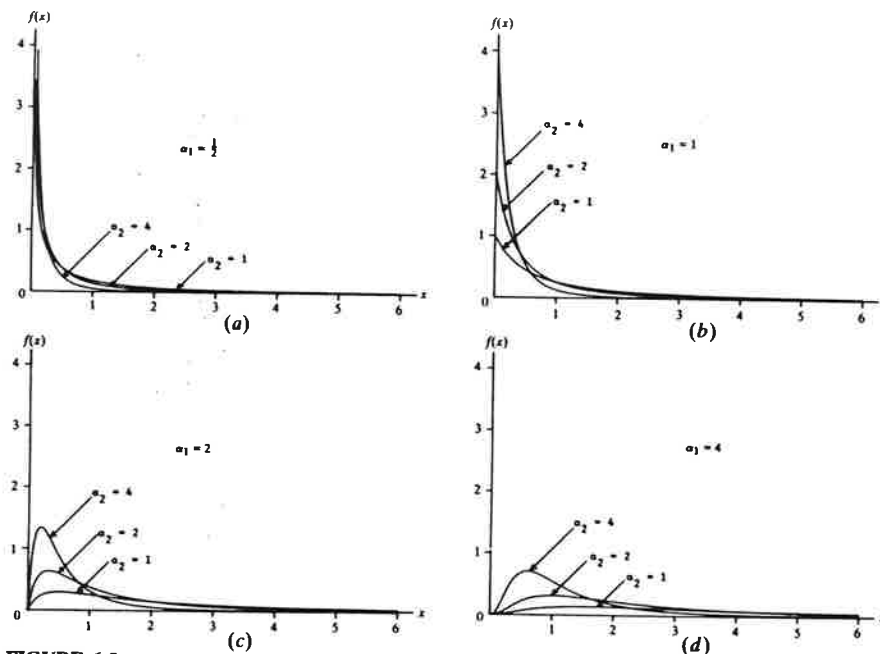 f(x)
4
3
2
1
0
α1 = 1/2
α2 = 4
α2 = 2
α2 = 1
1 2 3 4 5 6 x
(a)
f(x)
4
3
2
1
0
α1 = 1
α2 = 4
α2 = 2
α2 = 1
1 2 3 4 5 6
(b)
f(x)
4
3
2
1
0
α1 = 2
α2 = 4
α2 = 2
α2 = 1
1 2 3 4 5 6 x
(c)
f(x)
4
3
2
1
0
α1 = 4
α2 = 4
α2 = 2
α2 = 1
1 2 3 4 5 6
(d)